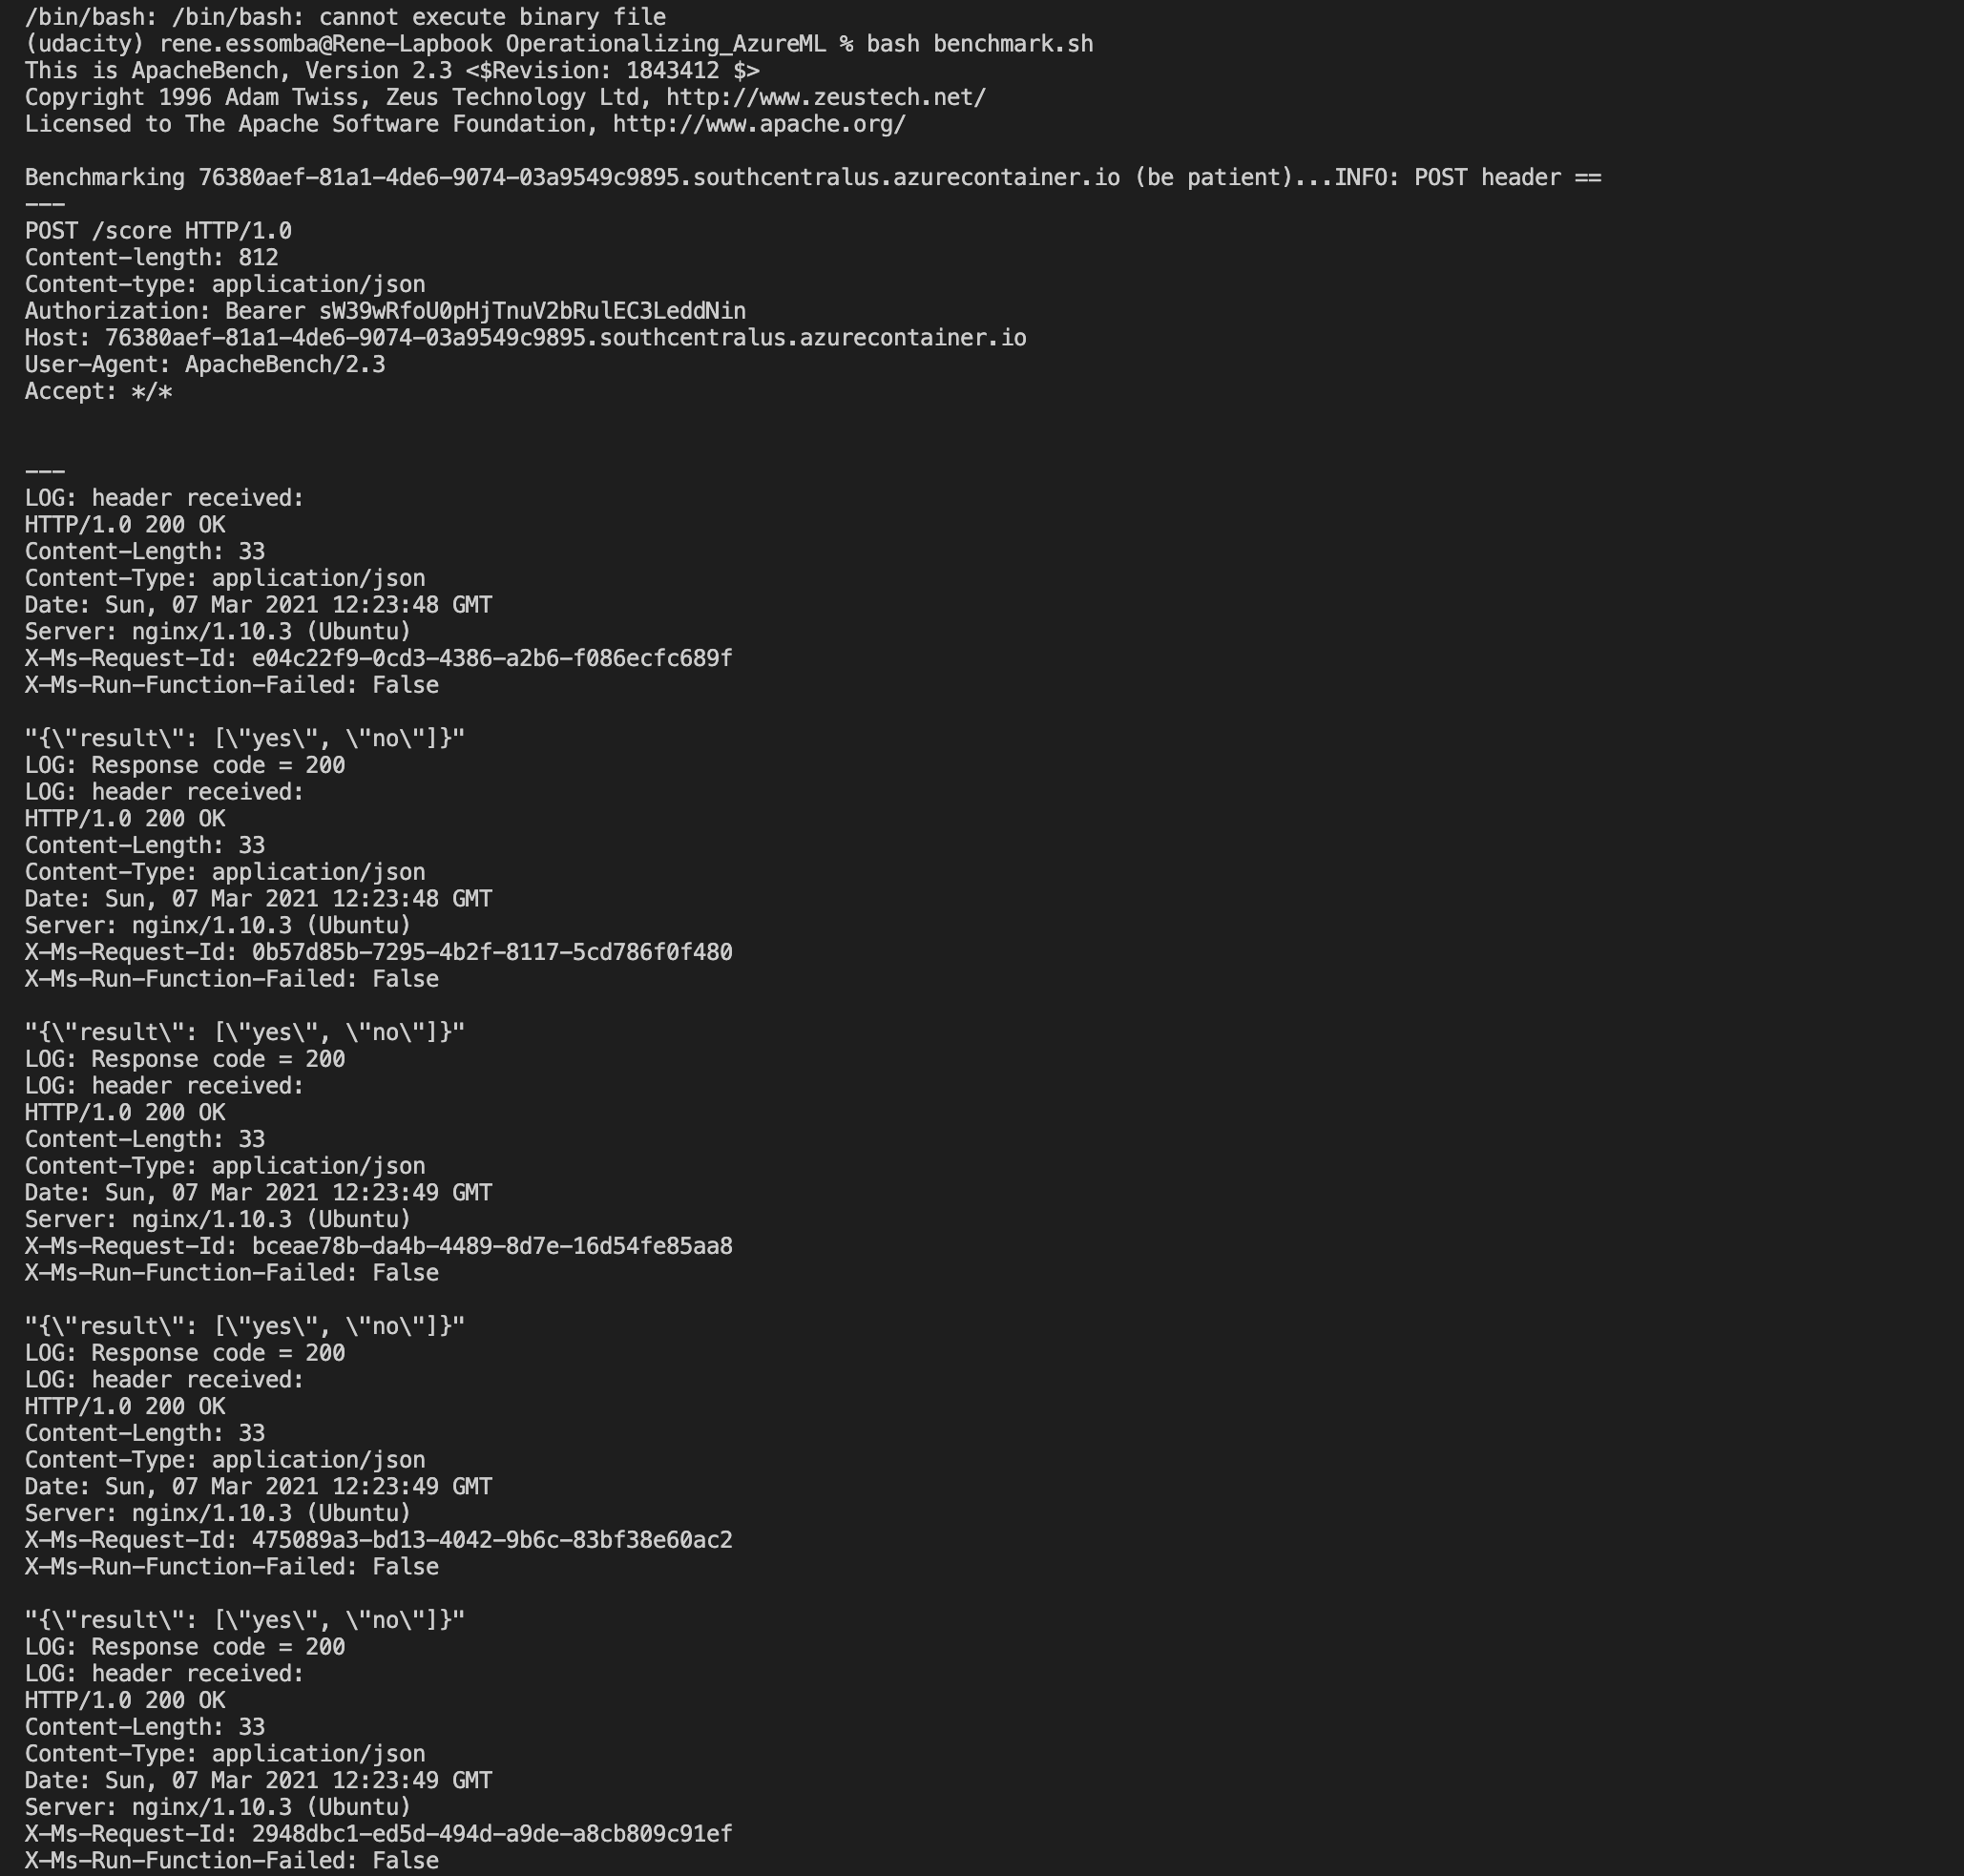 /bin/bash: /bin/bash: cannot execute binary file
(udacity) rene.essomba@Rene-Lapbook Operationalizing_AzureML % bash benchmark.sh
This is ApacheBench, Version 2.3 <$Revision: 1843412 $>
Copyright 1996 Adam Twiss, Zeus Technology Ltd, http://www.zeustech.net/
Licensed to The Apache Software Foundation, http://www.apache.org/
Benchmarking 76380aef-81a1-4de6-9074-03a9549c9895.southcentralus.azurecontainer.io (be patient)...INFO: POST header ==
---
POST /score HTTP/1.0
Content-length: 812
Content-type: application/json
Authorization: Bearer sW39wRfoU0pHjTnuV2bRulEC3LeddNin
Host: 76380aef-81a1-4de6-9074-03a9549c9895.southcentralus.azurecontainer.io
User-Agent: ApacheBench/2.3
Accept: */*
---
LOG: header received:
HTTP/1.0 200 OK
Content-Length: 33
Content-Type: application/json
Date: Sun, 07 Mar 2021 12:23:48 GMT
Server: nginx/1.10.3 (Ubuntu)
X-Ms-Request-Id: e04c22f9-0cd3-4386-a2b6-f086ecfc689f
X-Ms-Run-Function-Failed: False
"{\"result\": [\"yes\", \"no\"]}"
LOG: Response code = 200
LOG: header received:
HTTP/1.0 200 OK
Content-Length: 33
Content-Type: application/json
Date: Sun, 07 Mar 2021 12:23:48 GMT
Server: nginx/1.10.3 (Ubuntu)
X-Ms-Request-Id: 0b57d85b-7295-4b2f-8117-5cd786f0f480
X-Ms-Run-Function-Failed: False
"{\"result\": [\"yes\", \"no\"]}"
LOG: Response code = 200
LOG: header received:
HTTP/1.0 200 OK
Content-Length: 33
Content-Type: application/json
Date: Sun, 07 Mar 2021 12:23:49 GMT
Server: nginx/1.10.3 (Ubuntu)
X-Ms-Request-Id: bceae78b-da4b-4489-8d7e-16d54fe85aa8
X-Ms-Run-Function-Failed: False
"{\"result\": [\"yes\", \"no\"]}"
LOG: Response code = 200
LOG: header received:
HTTP/1.0 200 OK
Content-Length: 33
Content-Type: application/json
Date: Sun, 07 Mar 2021 12:23:49 GMT
Server: nginx/1.10.3 (Ubuntu)
X-Ms-Request-Id: 475089a3-bd13-4042-9b6c-83bf38e60ac2
X-Ms-Run-Function-Failed: False
"{\"result\": [\"yes\", \"no\"]}"
LOG: Response code = 200
LOG: header received:
HTTP/1.0 200 OK
Content-Length: 33
Content-Type: application/json
Date: Sun, 07 Mar 2021 12:23:49 GMT
Server: nginx/1.10.3 (Ubuntu)
X-Ms-Request-Id: 2948dbc1-ed5d-494d-a9de-a8cb809c91ef
X-Ms-Run-Function-Failed: False